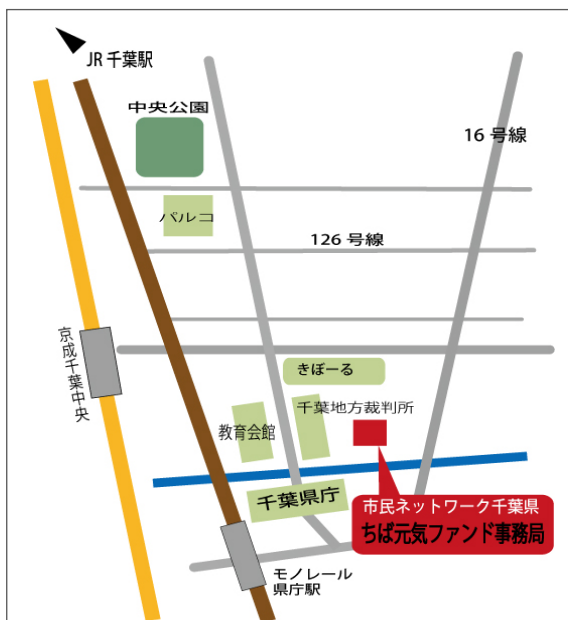 JR 千葉駅
中央公園
16 号線
パルコ
126 号線
京成千葉中央
きぼーる
千葉地方裁判所
教育会館
千葉県庁
市民ネットワーク千葉県
ちば元気ファンド事務局
モノレール
県庁駅